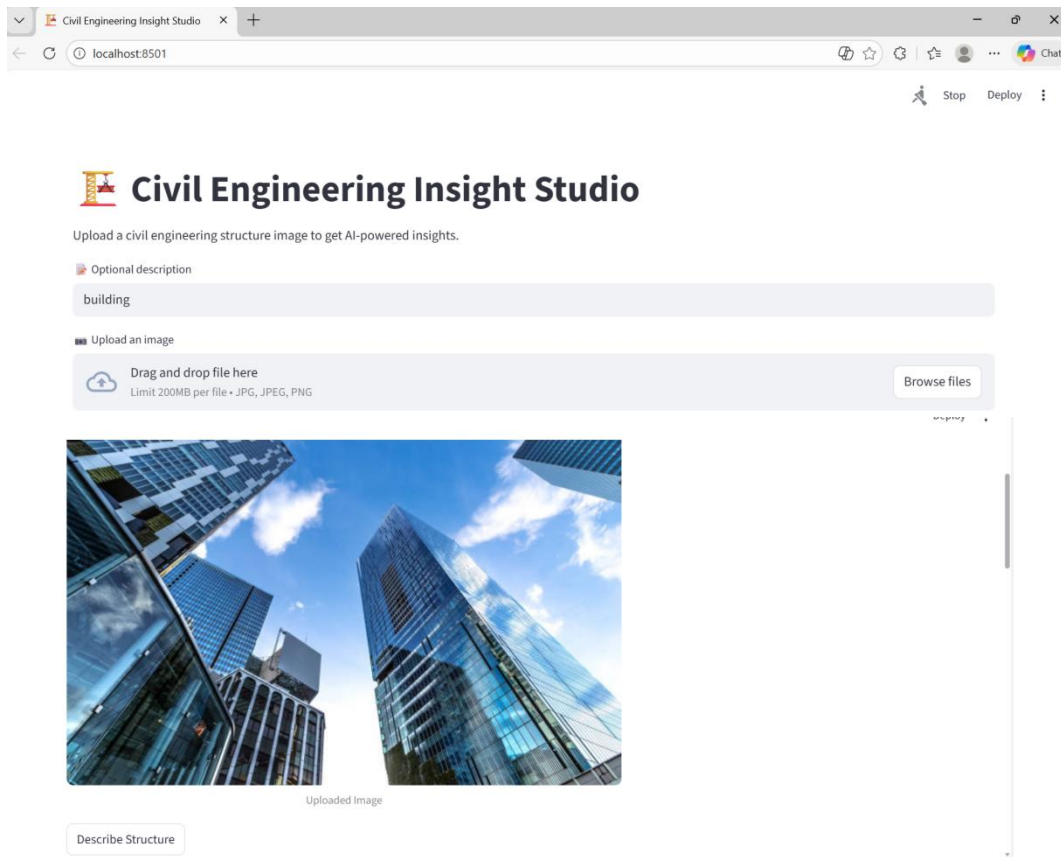 Civil Engineering Insight Studio
localhost:8501
Chat
Stop Deploy
Civil Engineering Insight Studio
Upload a civil engineering structure image to get AI-powered insights.
Optional description
building
Upload an image
Drag and drop file here
Limit 200MB per file • JPG, JPEG, PNG
Browse files
Deploy
Uploaded Image
Describe Structure